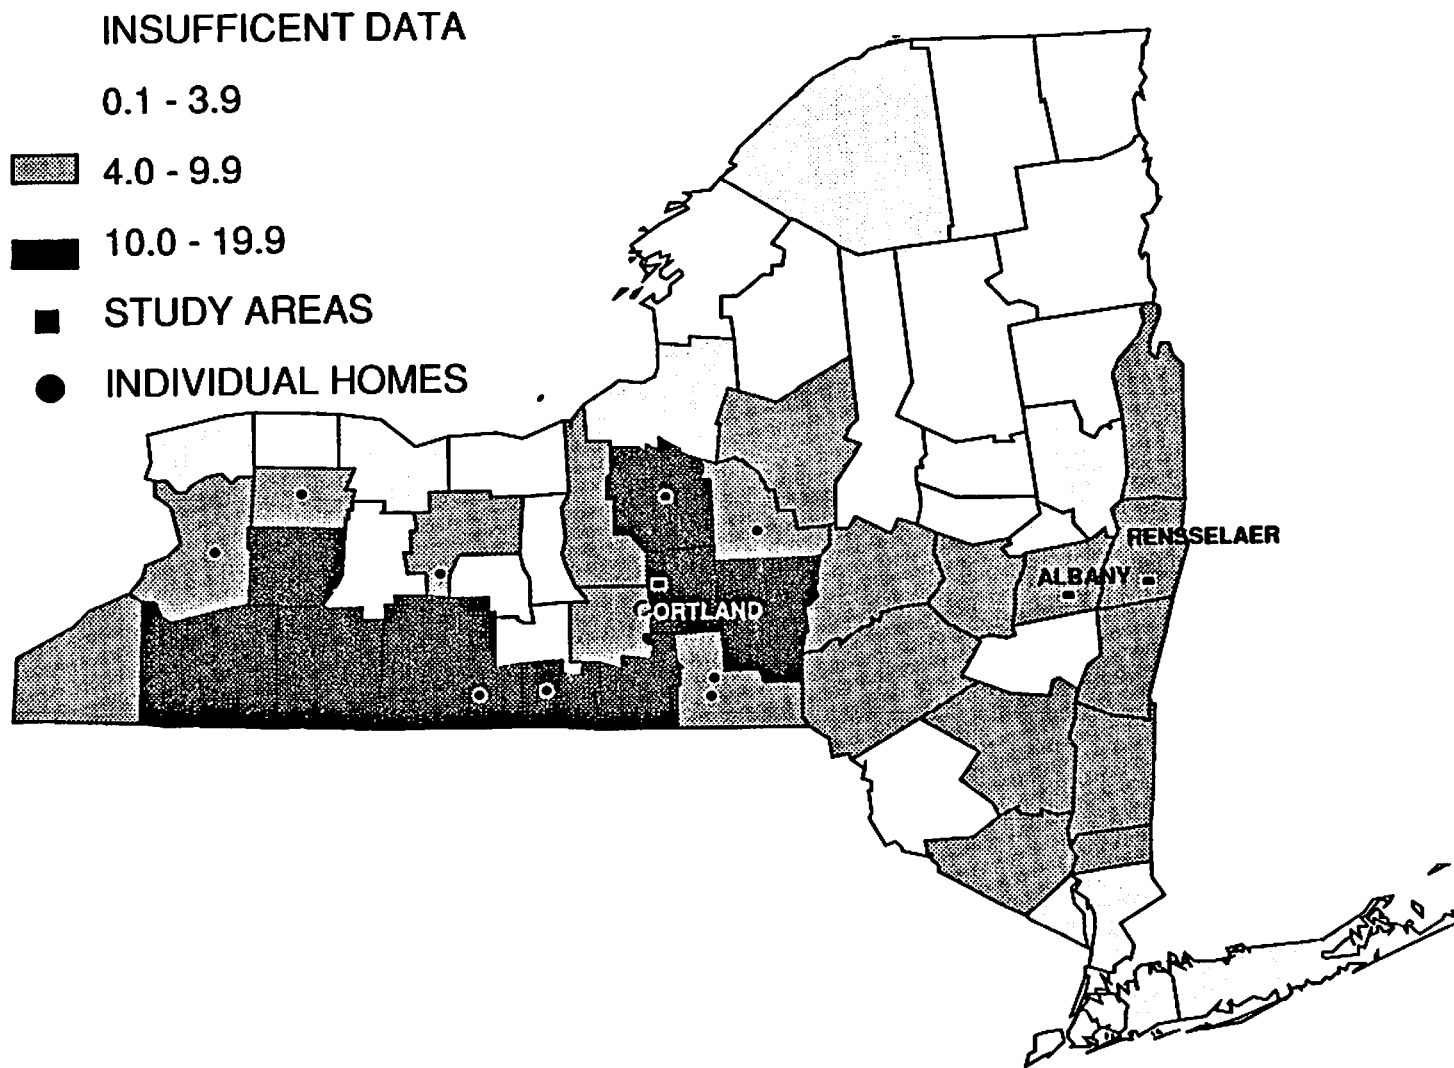 INSUFFICENT DATA
0.1 - 3.9
4.0 - 9.9
10.0 - 19.9
STUDY AREAS
INDIVIDUAL HOMES
RENSSELAER
ALBANY
CORTLAND